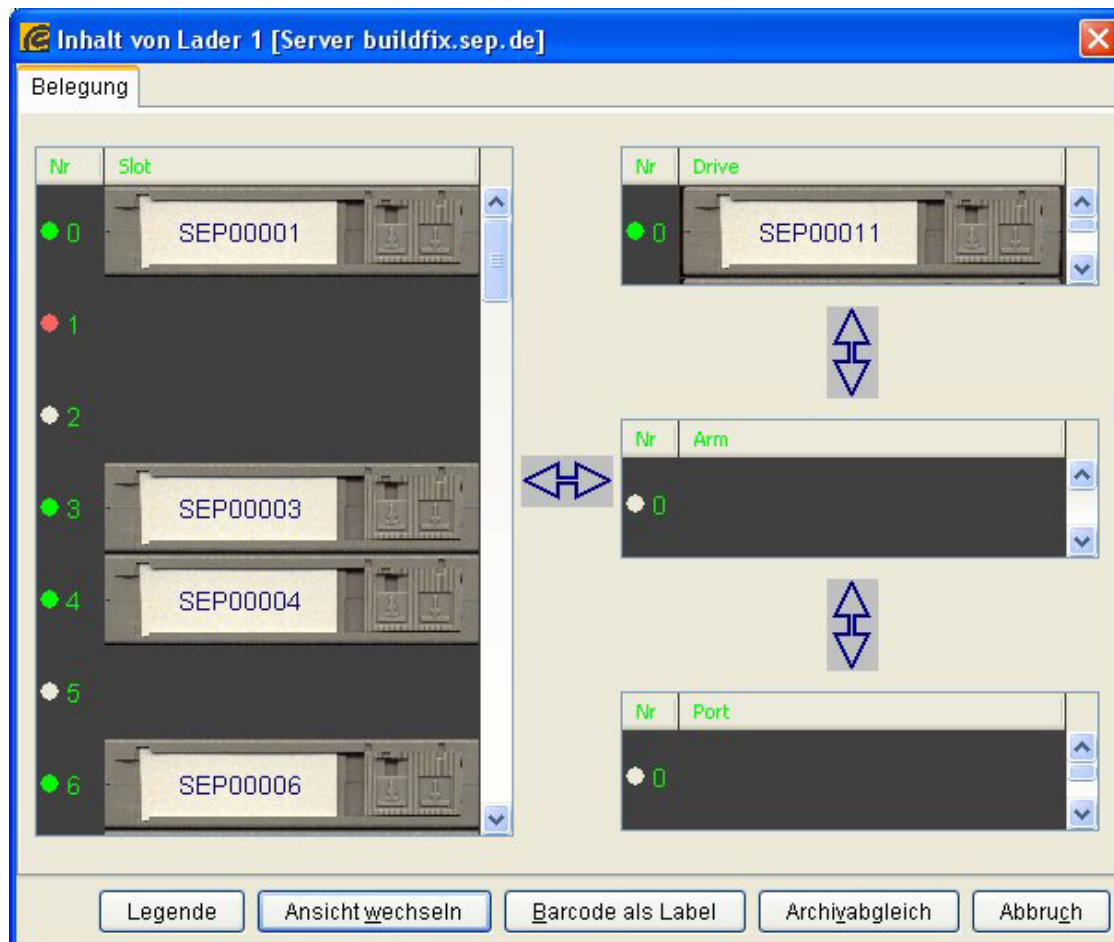 Inhalt von Lader 1 [Server buildfix.sep.de]
Belegung
Nr Slot
0 SEP00001
1
2
3 SEP00003
4 SEP00004
5
6 SEP00006
Nr Drive
0 SEP00011
Nr Arm
0
Nr Port
0
Legende Ansicht wechseln Barcode als Label Archivabgleich Abbruch